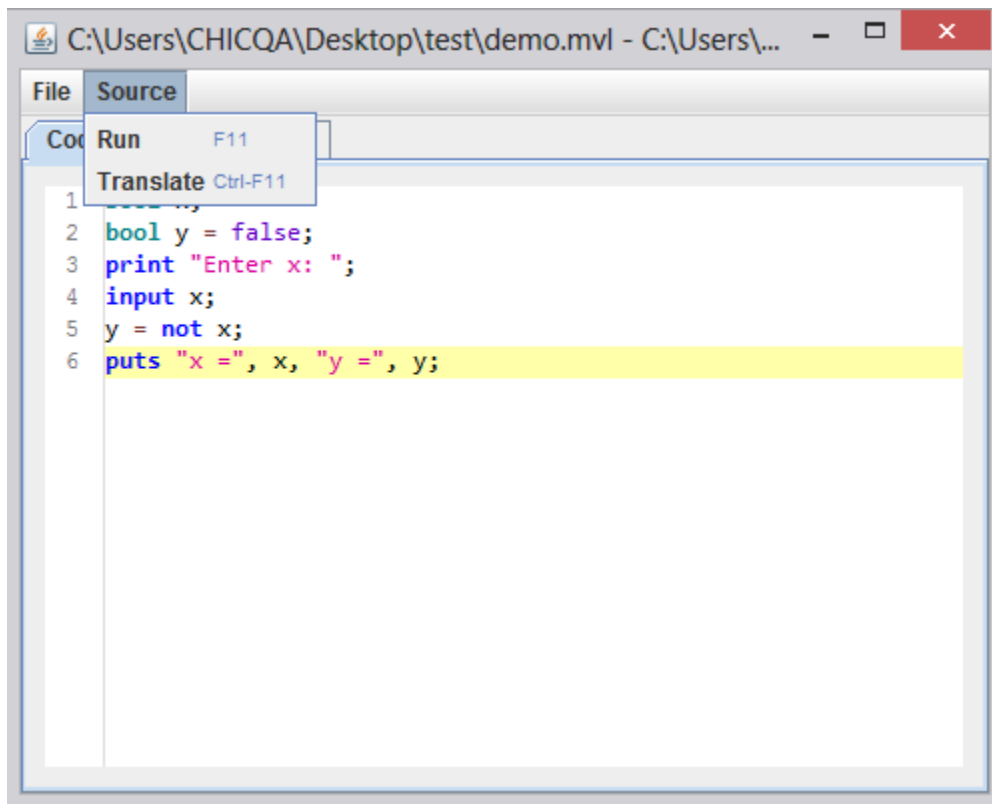 C:\Users\CHICQA\Desktop\test\demo.mvl - C:\Users\...
File Source
Run F11
Translate Ctrl-F11
1
2 bool y = false;
3 print "Enter x: ";
4 input x;
5 y = not x;
6 puts "x =", x, "y =", y;